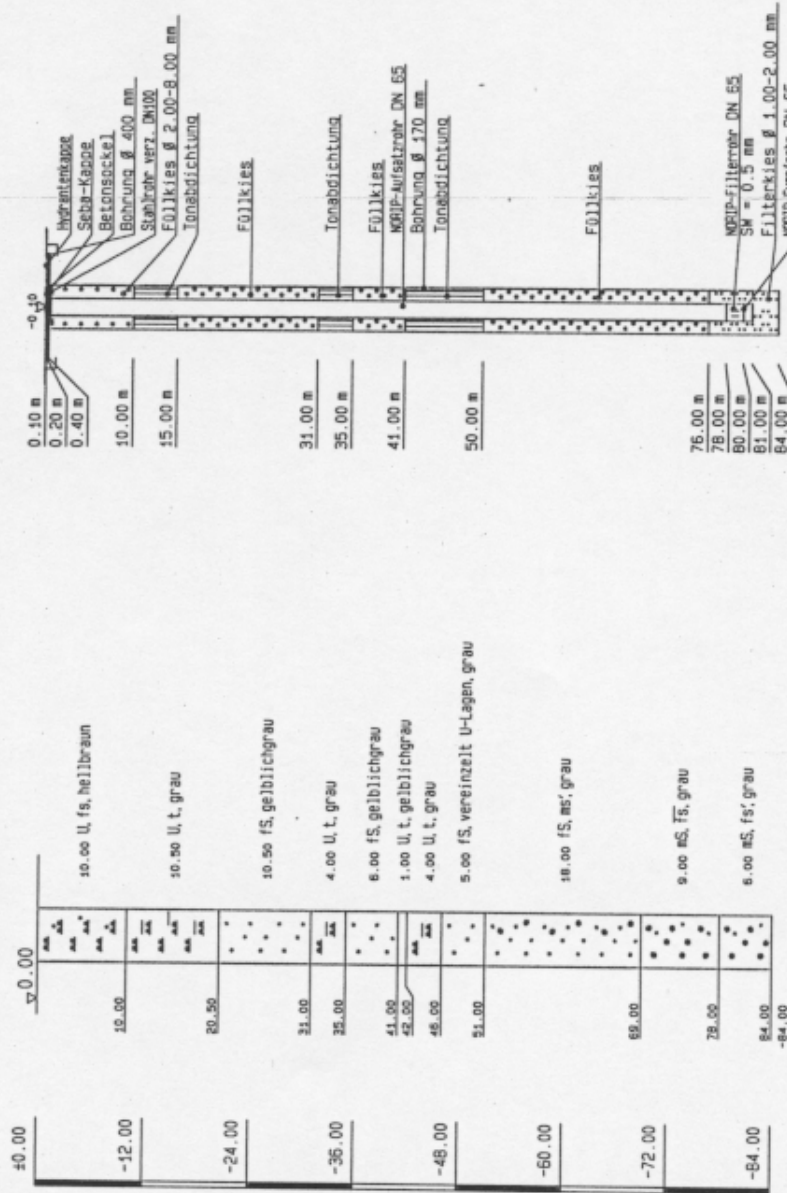 ±0.00
-12.00
-24.00
-36.00
-48.00
-60.00
-72.00
-84.00
▽0.00
10.00
20.50
31.00
35.00
41.00
42.00
46.00
51.00
69.00
78.00
84.00
-84.00
10.00 U, fs, hellbraun
10.50 U, t, grau
10.50 fS, gelblichgrau
4.00 U, t, grau
6.00 fS, gelblichgrau
1.00 U, t, gelblichgrau
4.00 U, t, grau
5.00 fS, vereinzelt U-Lagen, grau
18.00 fS, ms', grau
9.00 mS, f̅s̅, grau
6.00 mS, fs', grau
0.10 m
0.20 m
0.40 m
10.00 m
15.00 m
31.00 m
35.00 m
41.00 m
50.00 m
76.00 m
78.00 m
80.00 m
81.00 m
84.00 m
-0.10
Hydrantenkappe
Seba-Kappe
Betonsockel
Bohrung Ø 400 mm
Stahlrohr verz. DN100
Füllkies Ø 2.00-8.00 mm
Tonabdichtung
Füllkies
Tonabdichtung
Füllkies
NORIP-Aufsatzrohr DN 65
Bohrung Ø 170 mm
Tonabdichtung
Füllkies
NORIP-Filterrohr DN 65
SW = 0.5 mm
Filterkies Ø 1.00-2.00 mm